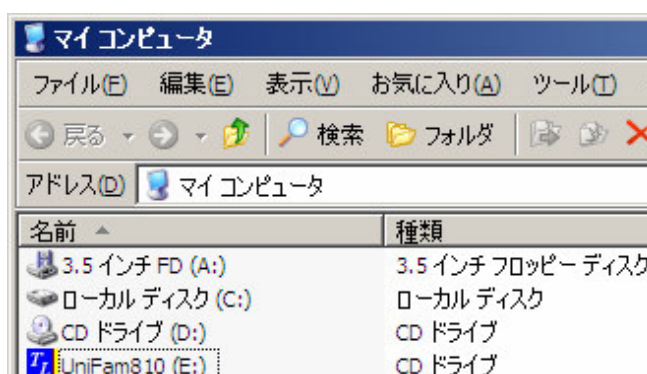 マイ コンピュータ
ファイル(F) 編集(E) 表示(V) お気に入り(A) ツール(T)
戻る 検索 フォルダ
アドレス(D) マイ コンピュータ
名前 種類
3.5 インチ FD (A:) 3.5 インチ フロッピー ディスク
ローカル ディスク (C:) ローカル ディスク
CD ドライブ (D:) CD ドライブ
UniFam810 (E:) CD ドライブ